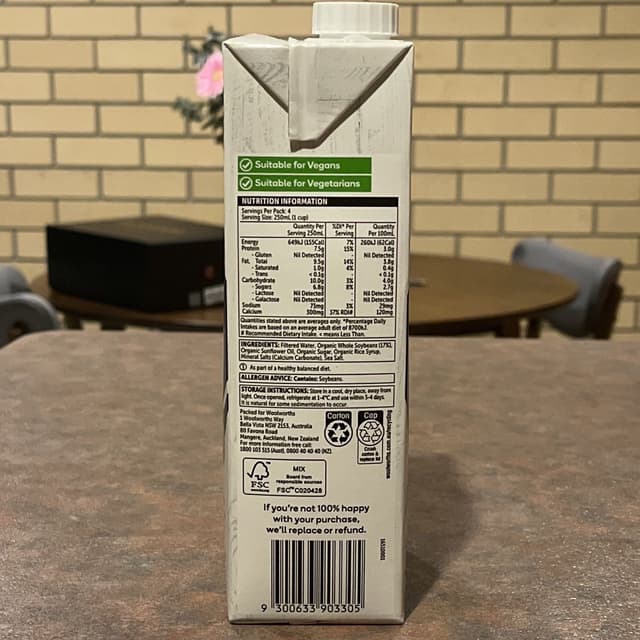 Suitable for Vegans
Suitable for Vegetarians
NUTRITION INFORMATION
Servings Per Pack: 4
Serving Size: 250mL (1 cup)
Quantity Per Serving 250mL %DI* Per Serving Quantity Per 100mL
Energy 649kJ (155Cal) 7% 260kJ (62Cal)
Protein 7.5g 15% 3.0g
- Gluten Nil Detected Nil Detected
Fat, Total 9.5g 14% 3.8g
- Saturated 1.0g 4% 0.4g
- Trans < 0.1g < 0.1g
Carbohydrate 10.0g 3% 4.0g
- Sugars 6.8g 8% 2.7g
- Lactose Nil Detected Nil Detected
- Galactose Nil Detected Nil Detected
Sodium 73mg 3% 29mg
Calcium 300mg 37% RDI# 120mg
Quantities stated above are averages only. *Percentage Daily
Intakes are based on an average adult diet of 8700kJ.
# Recommended Dietary Intake. < means Less Than.
INGREDIENTS: Filtered Water, Organic Whole Soybeans (17%),
Organic Sunflower Oil, Organic Sugar, Organic Rice Syrup,
Mineral Salts (Calcium Carbonate), Sea Salt.
As part of a healthy balanced diet.
ALLERGEN ADVICE: Contains: Soybeans.
STORAGE INSTRUCTIONS: Store in a cool, dry place, away from
light. Once opened, refrigerate at 1-4°C and use within 3-4 days.
It is natural for some sedimentation to occur.
Packed for Woolworths
1 Woolworths Way
Bella Vista NSW 2153, Australia
80 Favona Road
Mangere, Auckland, New Zealand
For more information free call:
1800 103 515 (Aust), 0800 40 40 40 (NZ)
Carton
Cap
Crush
carton &
replace lid
FSC
MIX
Board from
responsible sources
FSC™ C020428
If you're not 100% happy
with your purchase,
we'll replace or refund.
9 300633 903305